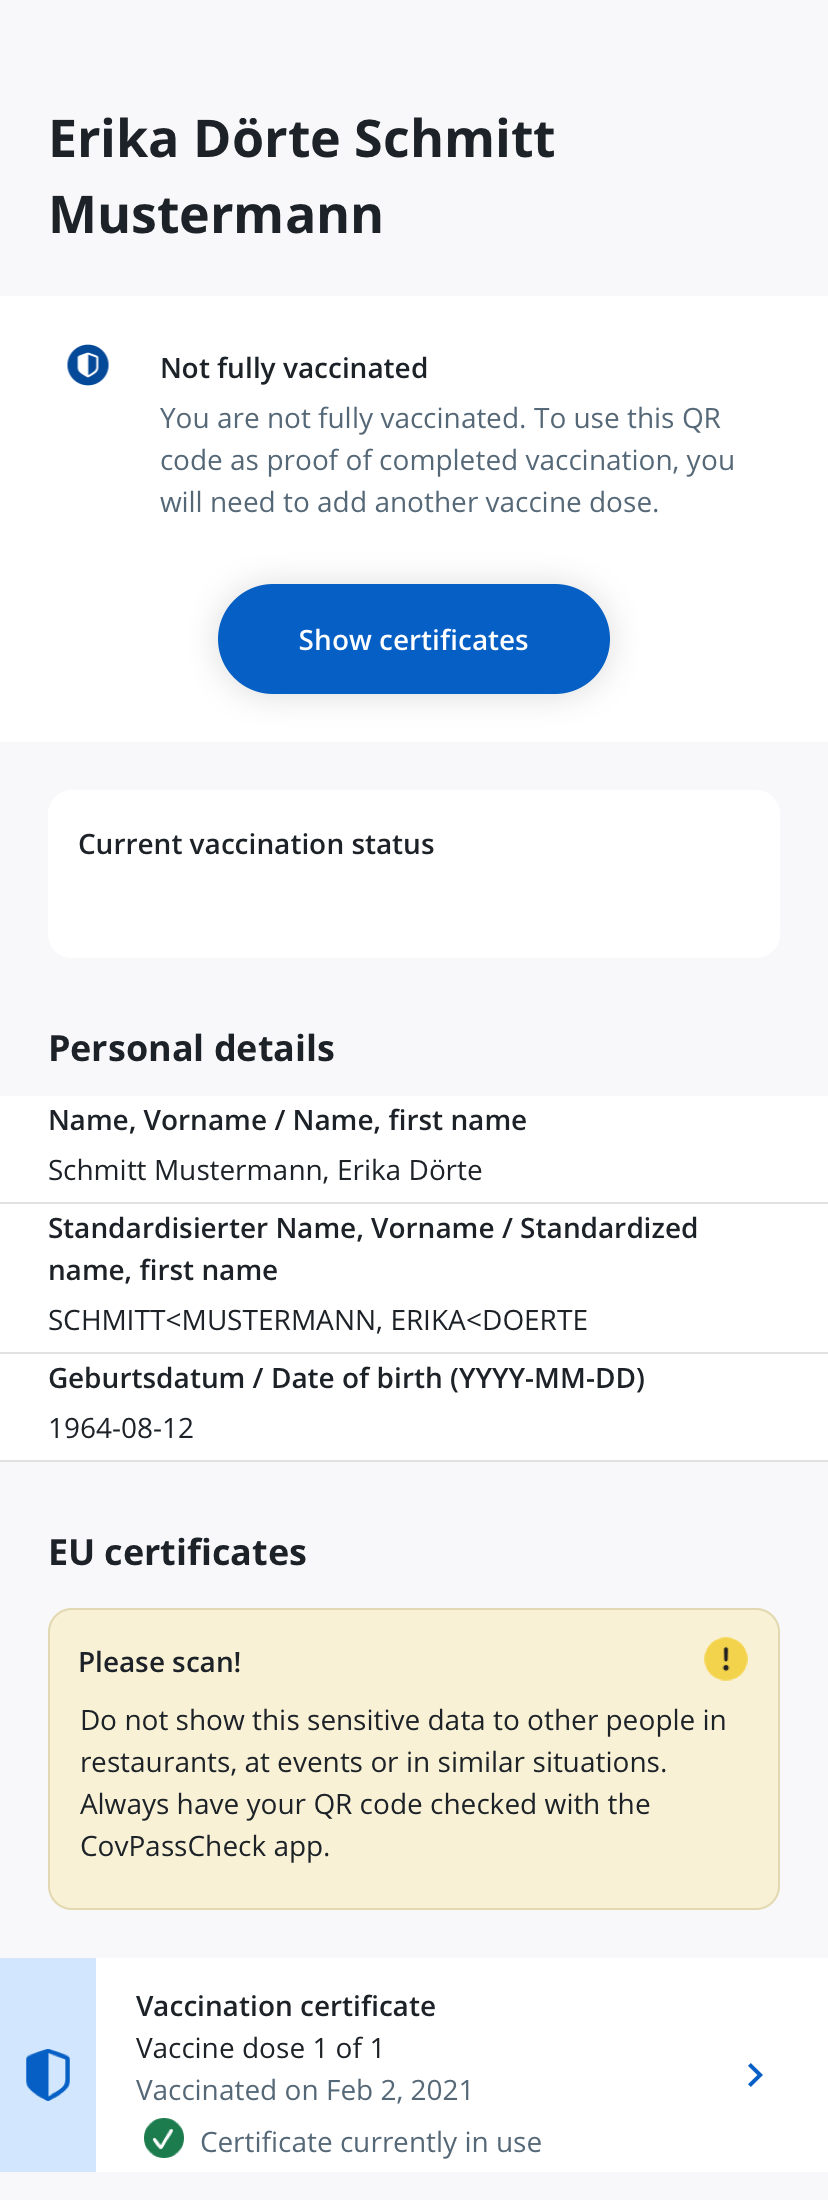 Erika Dörte Schmitt
Mustermann
Not fully vaccinated
You are not fully vaccinated. To use this QR
code as proof of completed vaccination, you
will need to add another vaccine dose.
Show certificates
Current vaccination status
Personal details
Name, Vorname / Name, first name
Schmitt Mustermann, Erika Dörte
Standardisierter Name, Vorname / Standardized
name, first name
SCHMITT<MUSTERMANN, ERIKA<DOERTE
Geburtsdatum / Date of birth (YYYY-MM-DD)
1964-08-12
EU certificates
Please scan!
Do not show this sensitive data to other people in
restaurants, at events or in similar situations.
Always have your QR code checked with the
CovPassCheck app.
Vaccination certificate
Vaccine dose 1 of 1
Vaccinated on Feb 2, 2021
Certificate currently in use